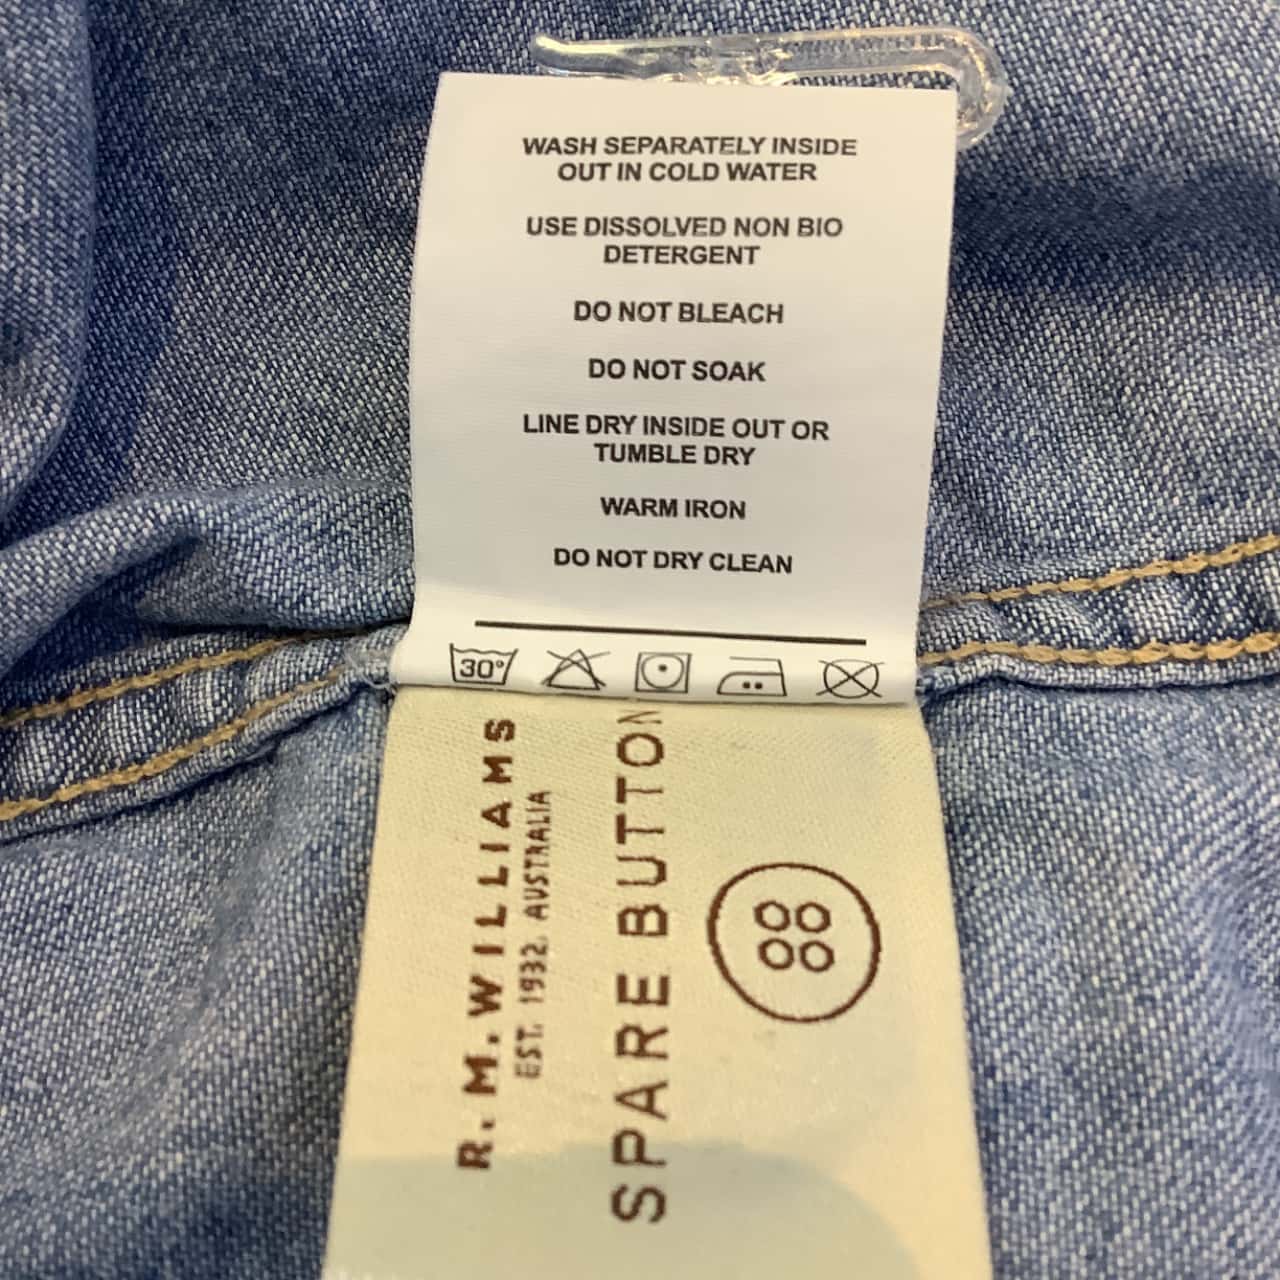 WASH SEPARATELY INSIDE
OUT IN COLD WATER
USE DISSOLVED NON BIO
DETERGENT
DO NOT BLEACH
DO NOT SOAK
LINE DRY INSIDE OUT OR
TUMBLE DRY
WARM IRON
DO NOT DRY CLEAN
30°
R.M.WILLIAMS
EST. 1932. AUSTRALIA
SPARE BUTTON